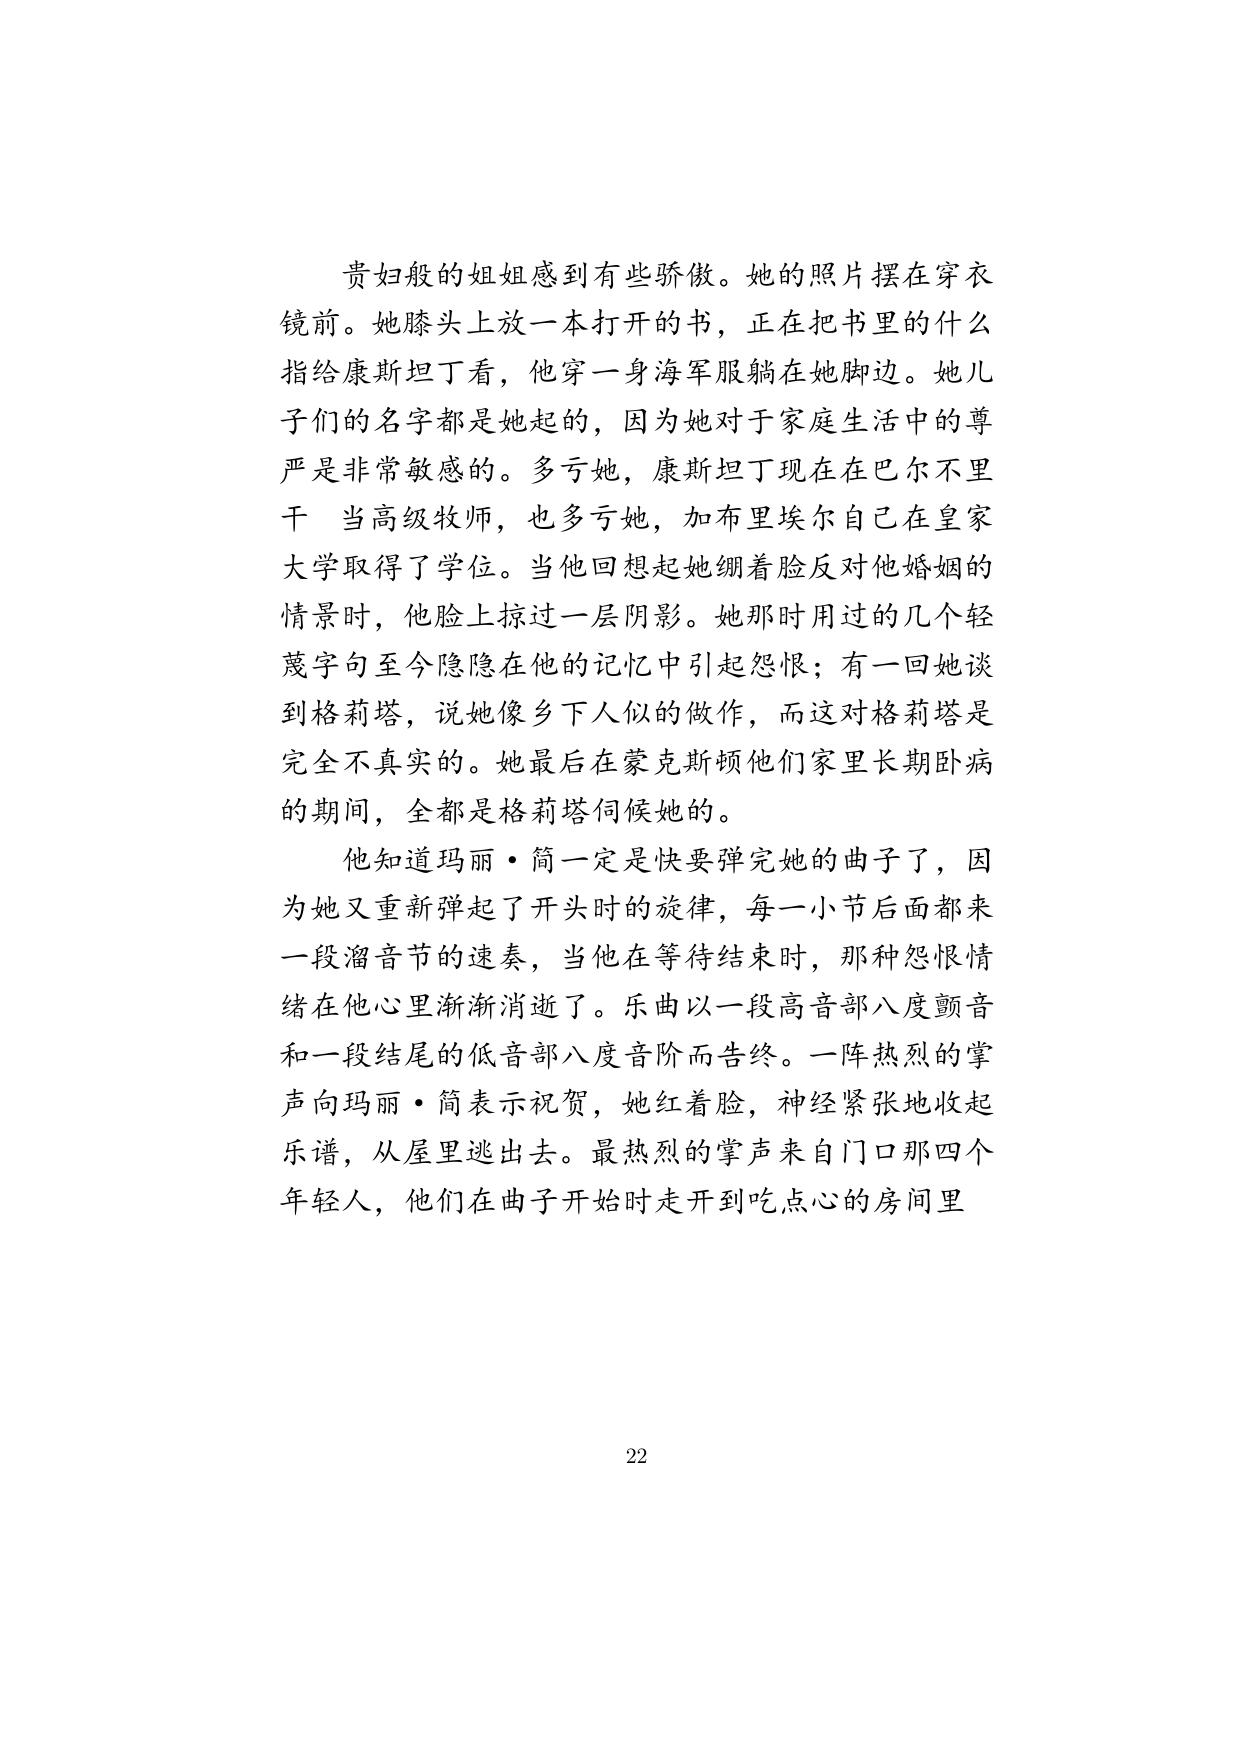 贵妇般的姐姐感到有些骄傲。她的照片摆在穿衣
镜前。她膝头上放一本打开的书，正在把书里的什么
指给康斯坦丁看，他穿一身海军服躺在她脚边。她儿
子们的名字都是她起的，因为她对于家庭生活中的尊
严是非常敏感的。多亏她，康斯坦丁现在在巴尔不里
干　当高级牧师，也多亏她，加布里埃尔自己在皇家
大学取得了学位。当他回想起她绷着脸反对他婚姻的
情景时，他脸上掠过一层阴影。她那时用过的几个轻
蔑字句至今隐隐在他的记忆中引起怨恨；有一回她谈
到格莉塔，说她像乡下人似的做作，而这对格莉塔是
完全不真实的。她最后在蒙克斯顿他们家里长期卧病
的期间，全都是格莉塔伺候她的。
他知道玛丽·简一定是快要弹完她的曲子了，因
为她又重新弹起了开头时的旋律，每一小节后面都来
一段溜音节的速奏，当他在等待结束时，那种怨恨情
绪在他心里渐渐消逝了。乐曲以一段高音部八度颤音
和一段结尾的低音部八度音阶而告终。一阵热烈的掌
声向玛丽·简表示祝贺，她红着脸，神经紧张地收起
乐谱，从屋里逃出去。最热烈的掌声来自门口那四个
年轻人，他们在曲子开始时走开到吃点心的房间里
22